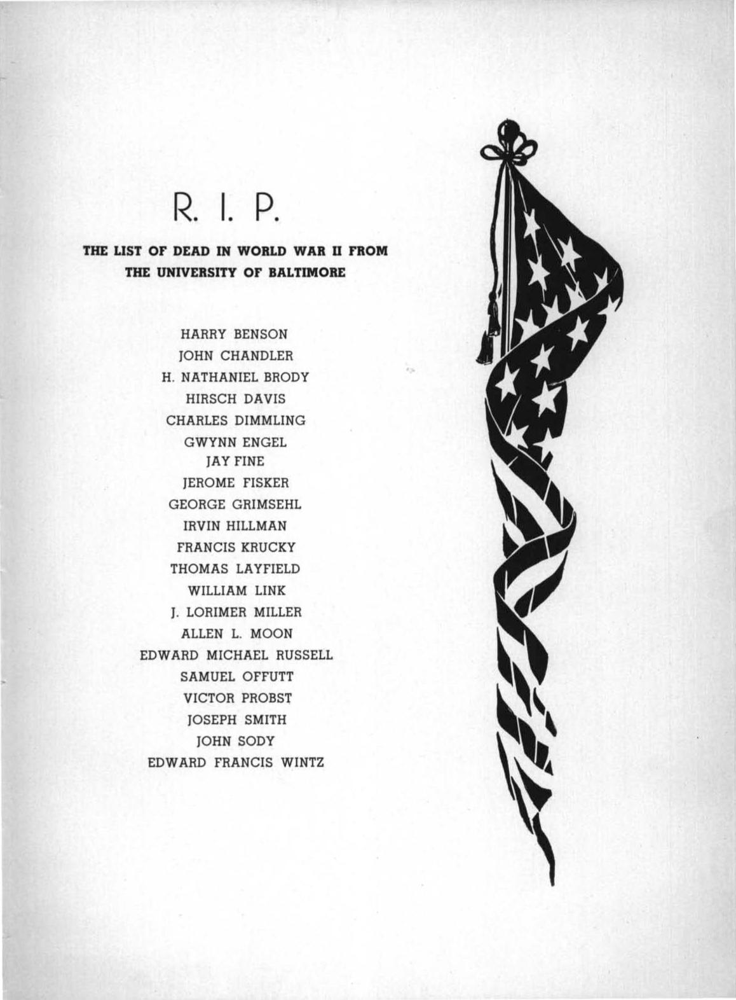 R. I. P.
THE LIST OF DEAD IN WORLD WAR II FROM
THE UNIVERSITY OF BALTIMORE
HARRY BENSON
JOHN CHANDLER
H. NATHANIEL BRODY
HIRSCH DAVIS
CHARLES DIMMLING
GWYNN ENGEL
JAY FINE
JEROME FISKER
GEORGE GRIMSEHL
IRVIN HILLMAN
FRANCIS KRUCKY
THOMAS LAYFIELD
WILLIAM LINK
J. LORIMER MILLER
ALLEN L. MOON
EDWARD MICHAEL RUSSELL
SAMUEL OFFUTT
VICTOR PROBST
JOSEPH SMITH
JOHN SODY
EDWARD FRANCIS WINTZ